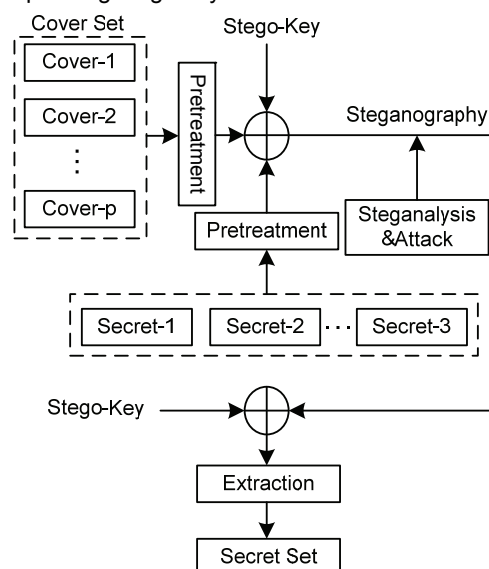 Cover Set
Stego-Key
Cover-1
Cover-2
⋮
Cover-p
Pretreatment
Steganography
Pretreatment
Steganalysis
&Attack
Secret-1 Secret-2 ··· Secret-3
Stego-Key
Extraction
Secret Set